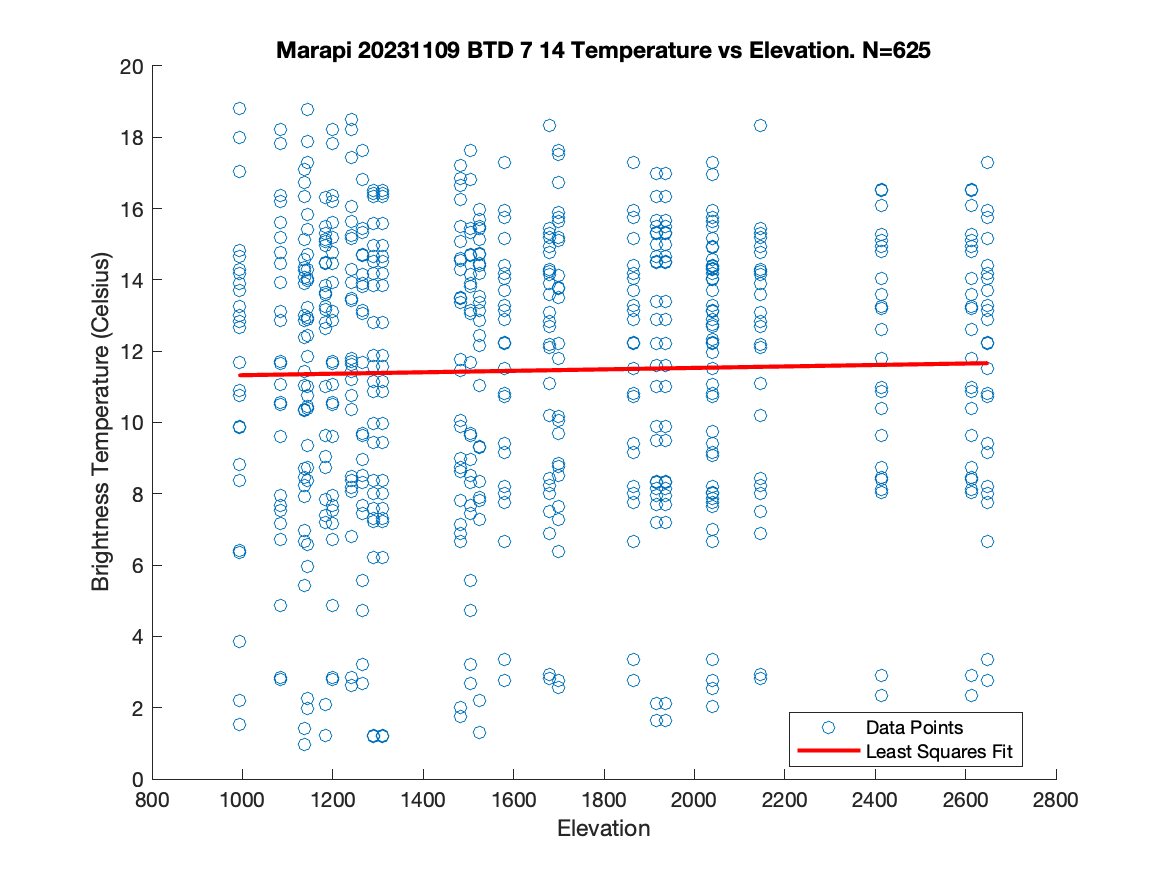 Marapi 20231109 BTD 7 14 Temperature vs Elevation. N=625
20
18
16
14
12
10
8
6
4
2
0
Brightness Temperature (Celsius)
Data Points
Least Squares Fit
800 1000 1200 1400 1600 1800 2000 2200 2400 2600 2800
Elevation